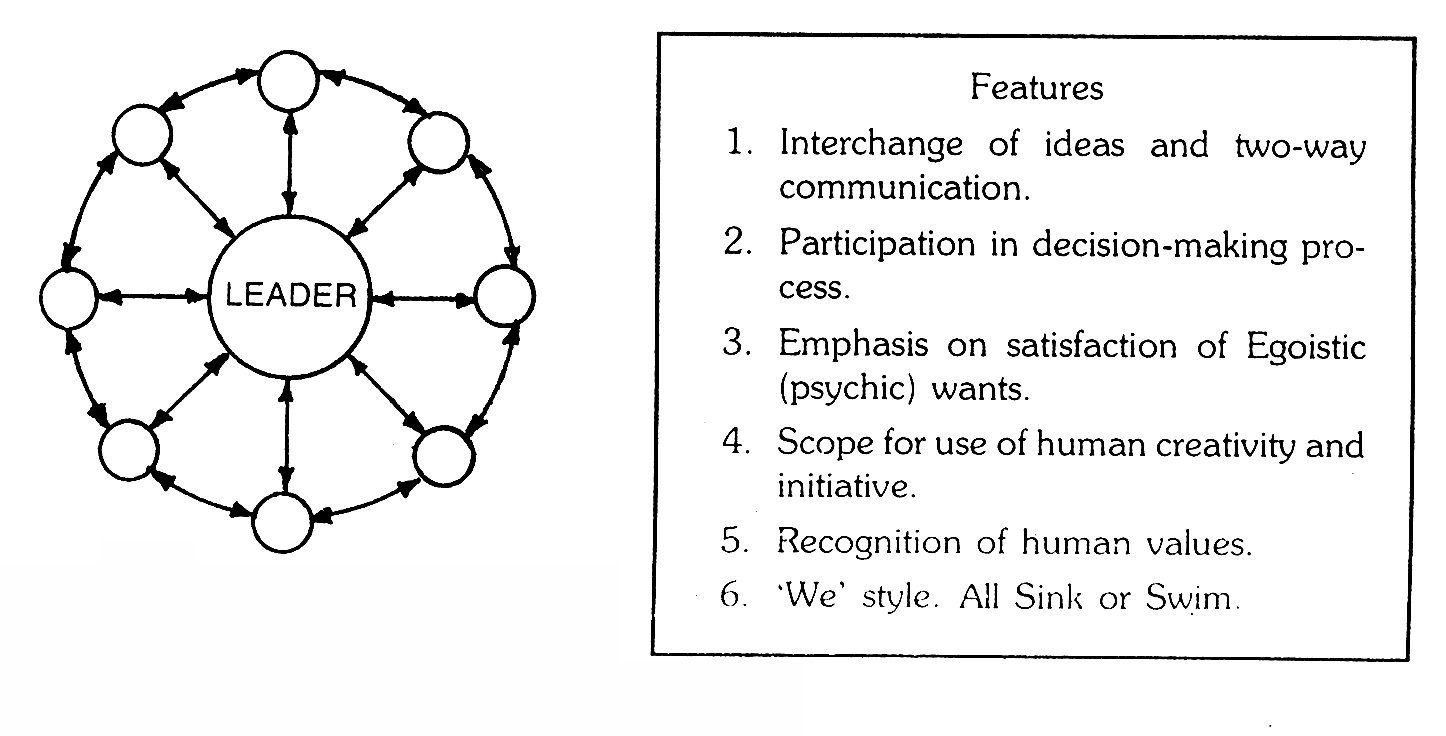 LEADER
Features
1. Interchange of ideas and two-way
communication.
2. Participation in decision-making pro-
cess.
3. Emphasis on satisfaction of Egoistic
(psychic) wants.
4. Scope for use of human creativity and
initiative.
5. Recognition of human values.
6. ‘We’ style. All Sink or Swim.